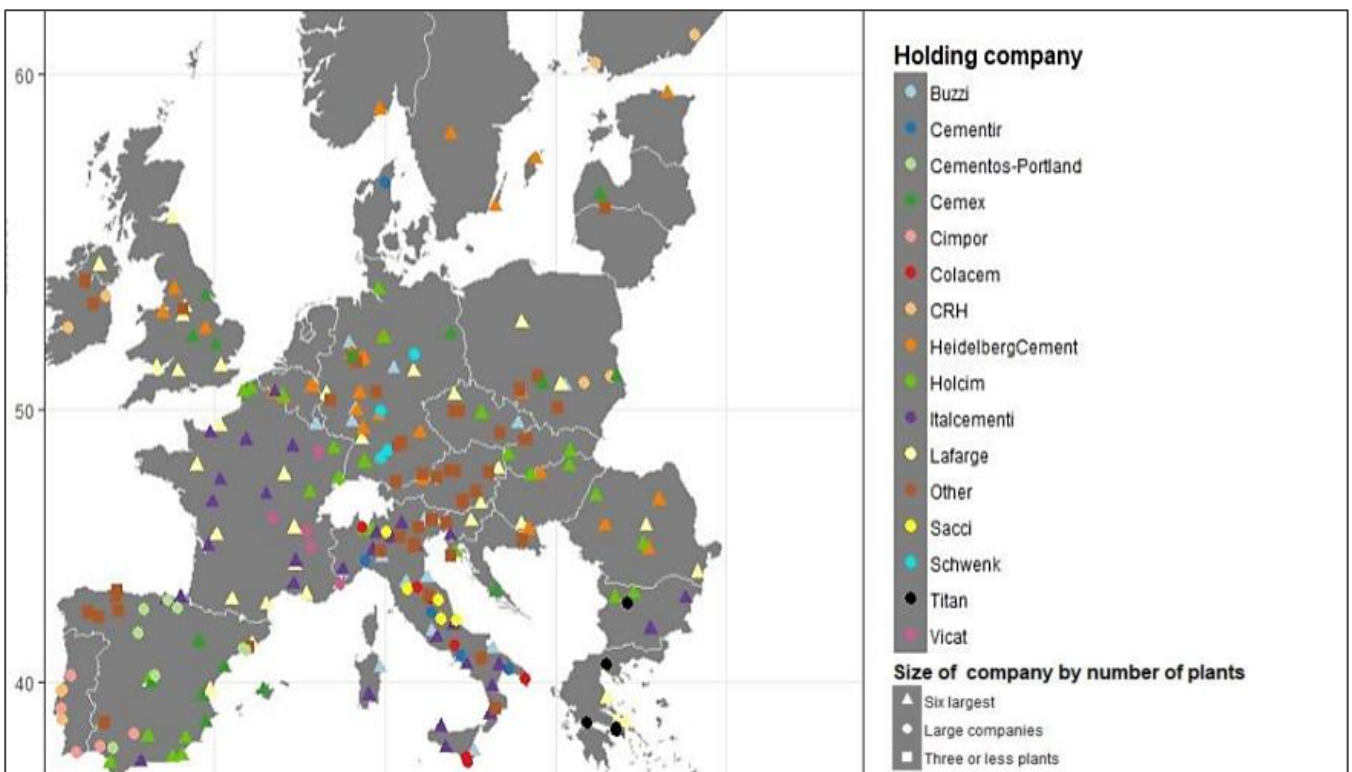 60
50
40
Holding company
Buzzi
Cementir
Cementos-Portland
Cemex
Cimpor
Colacem
CRH
HeidelbergCement
Holcim
Italcementi
Lafarge
Other
Sacci
Schwenk
Titan
Vicat
Size of company by number of plants
Six largest
Large companies
Three or less plants